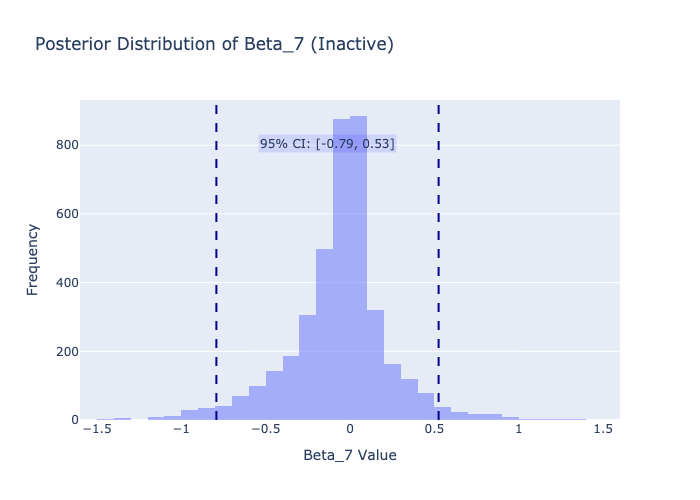 Posterior Distribution of Beta_7 (Inactive)
95% CI: [-0.79, 0.53]
800
600
400
200
0
Frequency
−1.5 −1 −0.5 0 0.5 1 1.5
Beta_7 Value